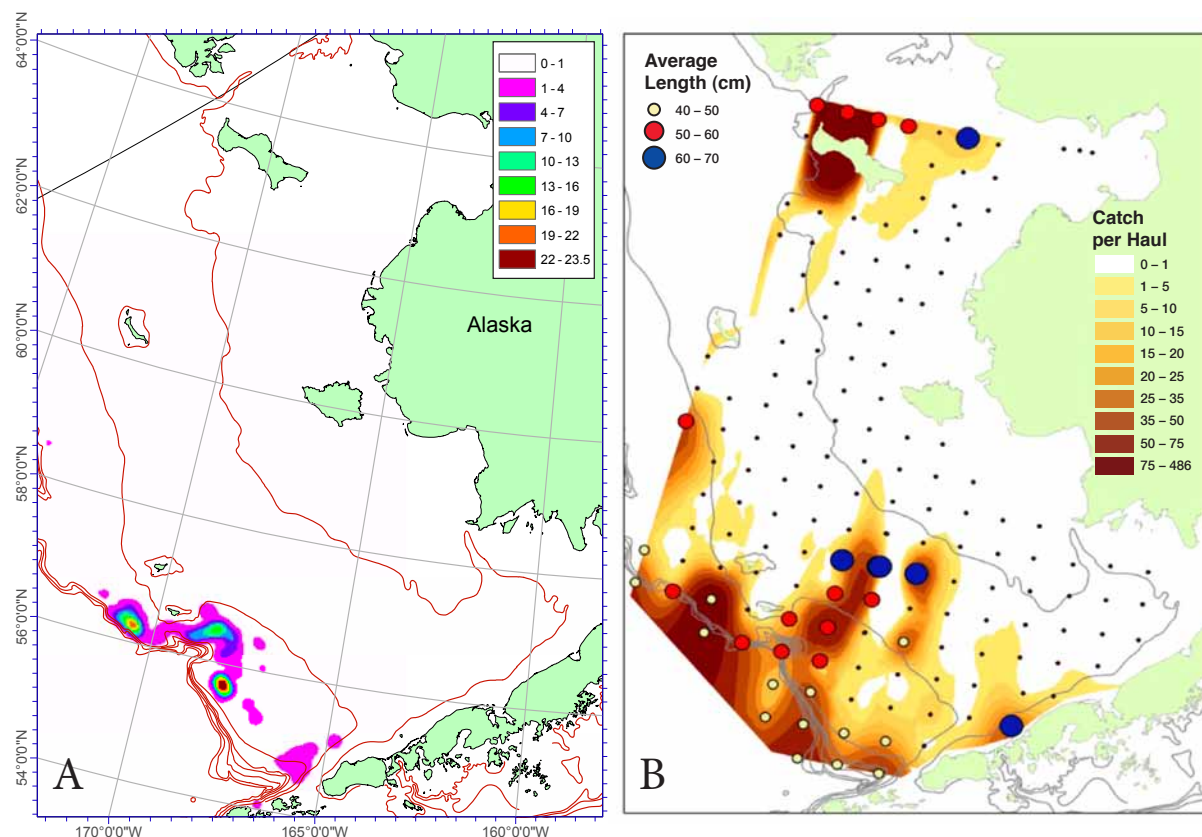 64°0'0"N
62°0'0"N
60°0'0"N
58°0'0"N
56°0'0"N
54°0'0"N
0 - 1
1 - 4
4 - 7
7 - 10
10 - 13
13 - 16
16 - 19
19 - 22
22 - 23.5
Alaska
A
170°0'0"W
165°0'0"W
160°0'0"W
Average
Length (cm)
40 – 50
50 – 60
60 – 70
Catch
per Haul
0 – 1
1 – 5
5 – 10
10 – 15
15 – 20
20 – 25
25 – 35
35 – 50
50 – 75
75 – 486
B